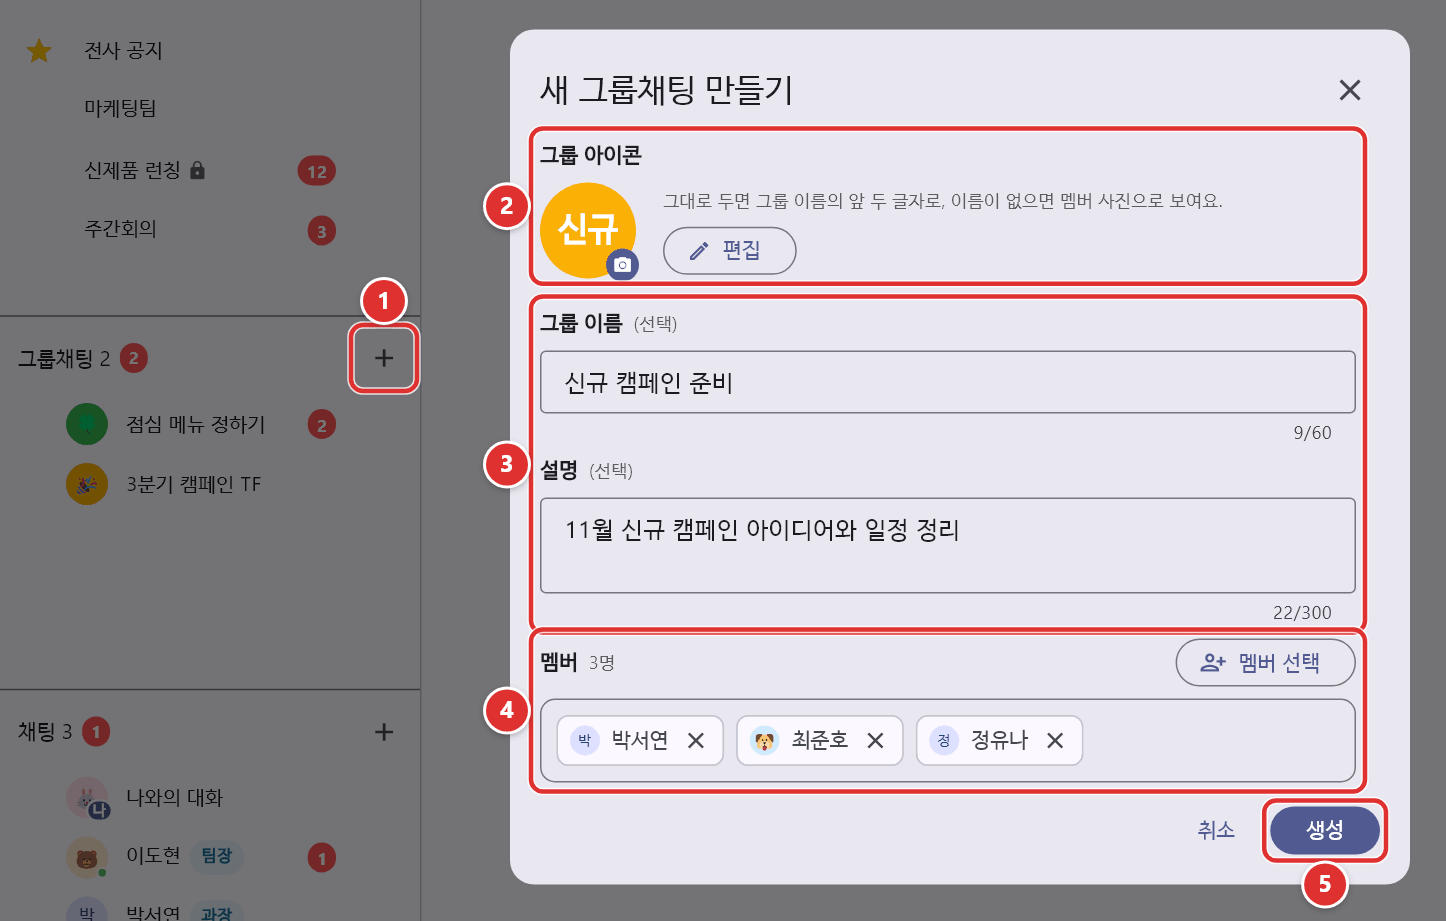 전사 공지
마케팅팀
신제품 런칭 12
주간회의 3
1
그룹채팅 2 2
점심 메뉴 정하기 2
3분기 캠페인 TF
채팅 3 1
나와의 대화
나
이도현 팀장 1
박 박서연 과장
새 그룹채팅 만들기
2
그룹 아이콘
신규
그대로 두면 그룹 이름의 앞 두 글자로, 이름이 없으면 멤버 사진으로 보여요.
편집
3
그룹 이름 (선택)
신규 캠페인 준비
9/60
설명 (선택)
11월 신규 캠페인 아이디어와 일정 정리
22/300
4
멤버 3명
멤버 선택
박 박서연 최준호 정 정유나
취소 생성
5